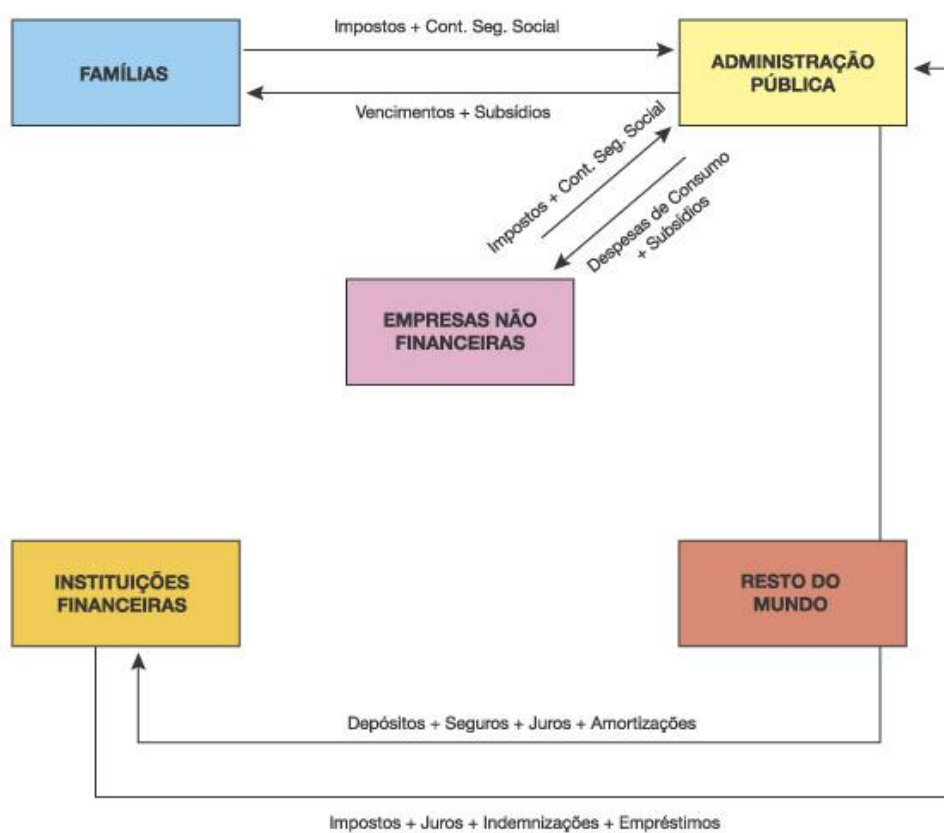 Impostos + Cont. Seg. Social
FAMÍLIAS
ADMINISTRAÇÃO
PÚBLICA
Vencimentos + Subsídios
Impostos + Cont. Seg. Social
Despesas de Consumo
+ Subsídios
EMPRESAS NÃO
FINANCEIRAS
INSTITUIÇÕES
FINANCEIRAS
RESTO DO
MUNDO
Depósitos + Seguros + Juros + Amortizações
Impostos + Juros + Indemnizações + Empréstimos